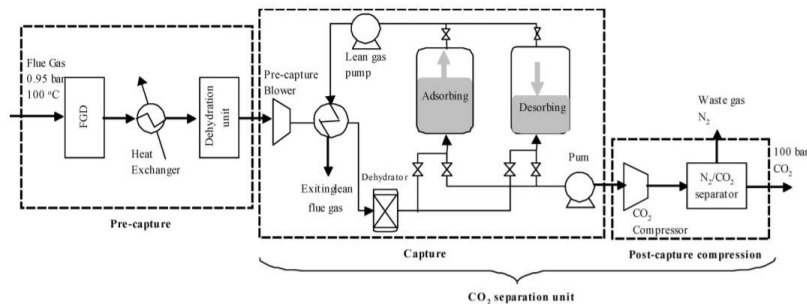 Flue Gas
0.95 bar
100 °C
FGD
Heat
Exchanger
Dehydration
unit
Pre-capture
Pre-capture
Blower
Lean gas
pump
Adsorbing
Desorbing
Exitinglean
flue gas
Dehydrator
Pum
Capture
Waste gas
N2
100 bar
CO2
N2/CO2
separator
CO2
Compressor
Post-capture compression
CO2 separation unit